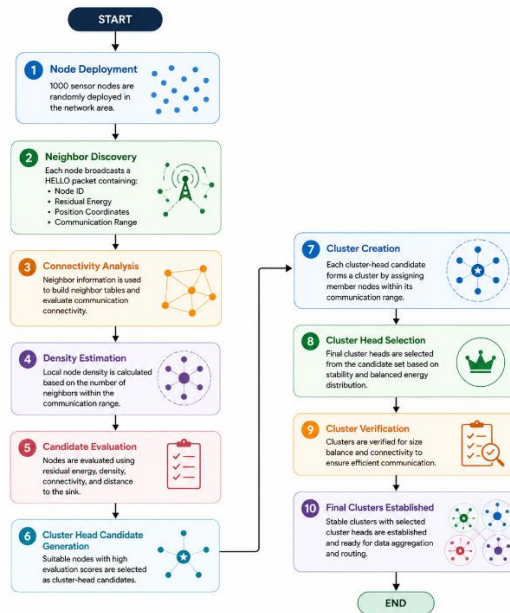 START
1 Node Deployment
1000 sensor nodes are
randomly deployed in
the network area.
2 Neighbor Discovery
Each node broadcasts a
HELLO packet containing:
• Node ID
• Residual Energy
• Position Coordinates
• Communication Range
3 Connectivity Analysis
Neighbor information is used
to build neighbor tables and
evaluate communication
connectivity.
4 Density Estimation
Local node density is calculated
based on the number of
neighbors within the
communication range.
5 Candidate Evaluation
Nodes are evaluated using
residual energy, density,
connectivity, and distance
to the sink.
6 Cluster Head Candidate
Generation
Suitable nodes with high
evaluation scores are selected
as cluster-head candidates.
7 Cluster Creation
Each cluster-head candidate
forms a cluster by assigning
member nodes within its
communication range.
8 Cluster Head Selection
Final cluster heads are selected
from the candidate set based on
stability and balanced energy
distribution.
9 Cluster Verification
Clusters are verified for size
balance and connectivity to
ensure efficient communication.
10 Final Clusters Established
Stable clusters with selected
cluster heads are established
and ready for data aggregation
and routing.
END